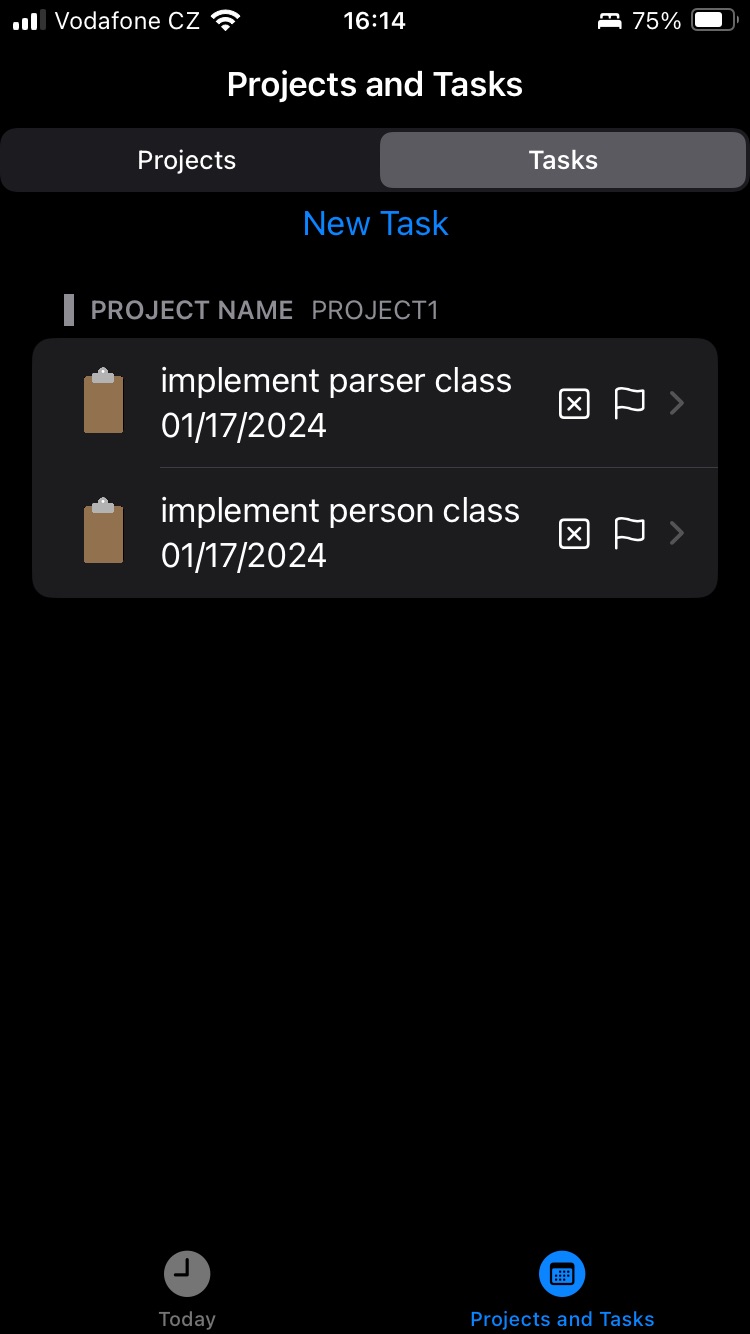 Vodafone CZ 16:14 75%
Projects and Tasks
Projects Tasks
New Task
PROJECT NAME PROJECT1
implement parser class
01/17/2024
implement person class
01/17/2024
Today Projects and Tasks